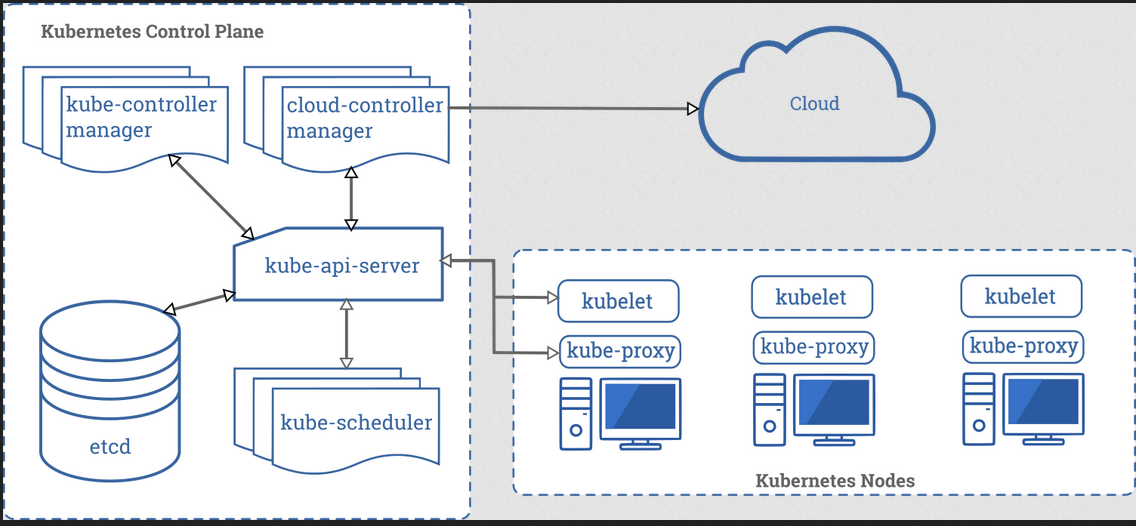 Kubernetes Control Plane
kube-controller
manager
cloud-controller
manager
Cloud
kube-api-server
etcd
kube-scheduler
kubelet
kube-proxy
kubelet
kube-proxy
kubelet
kube-proxy
Kubernetes Nodes